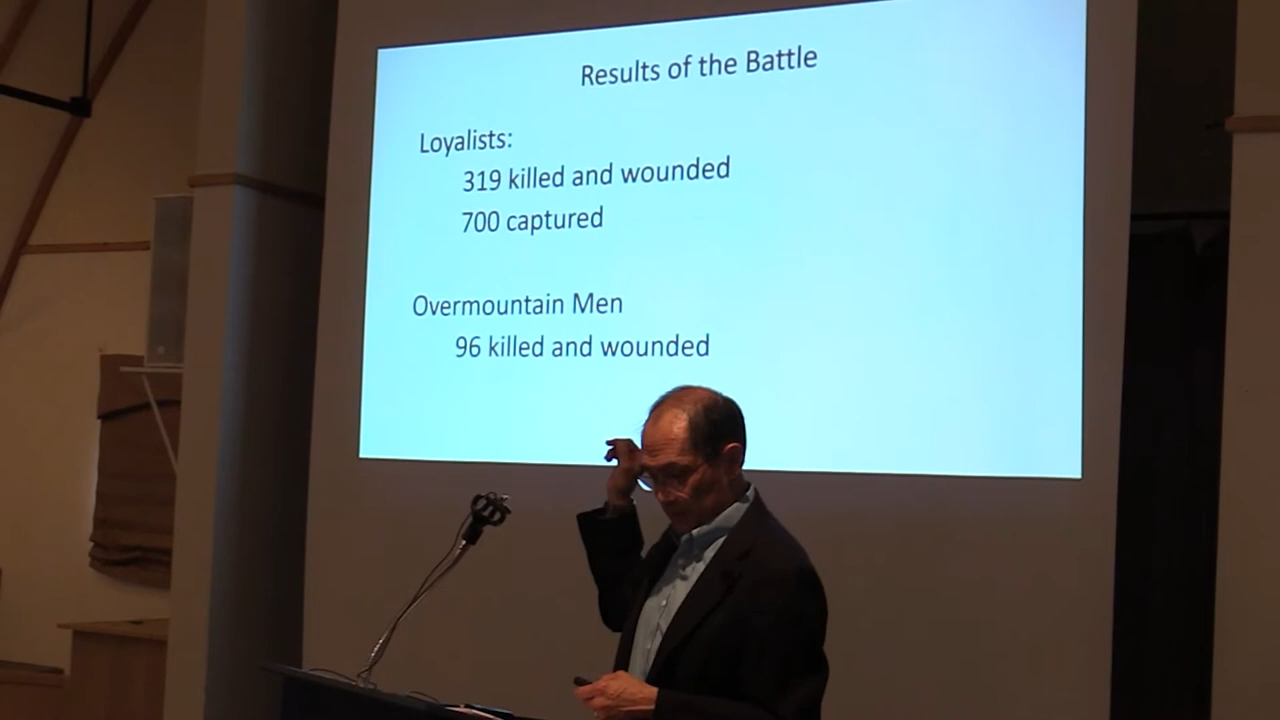 Results of the Battle
Loyalists:
319 killed and wounded
700 captured
Overmountain Men
96 killed and wounded